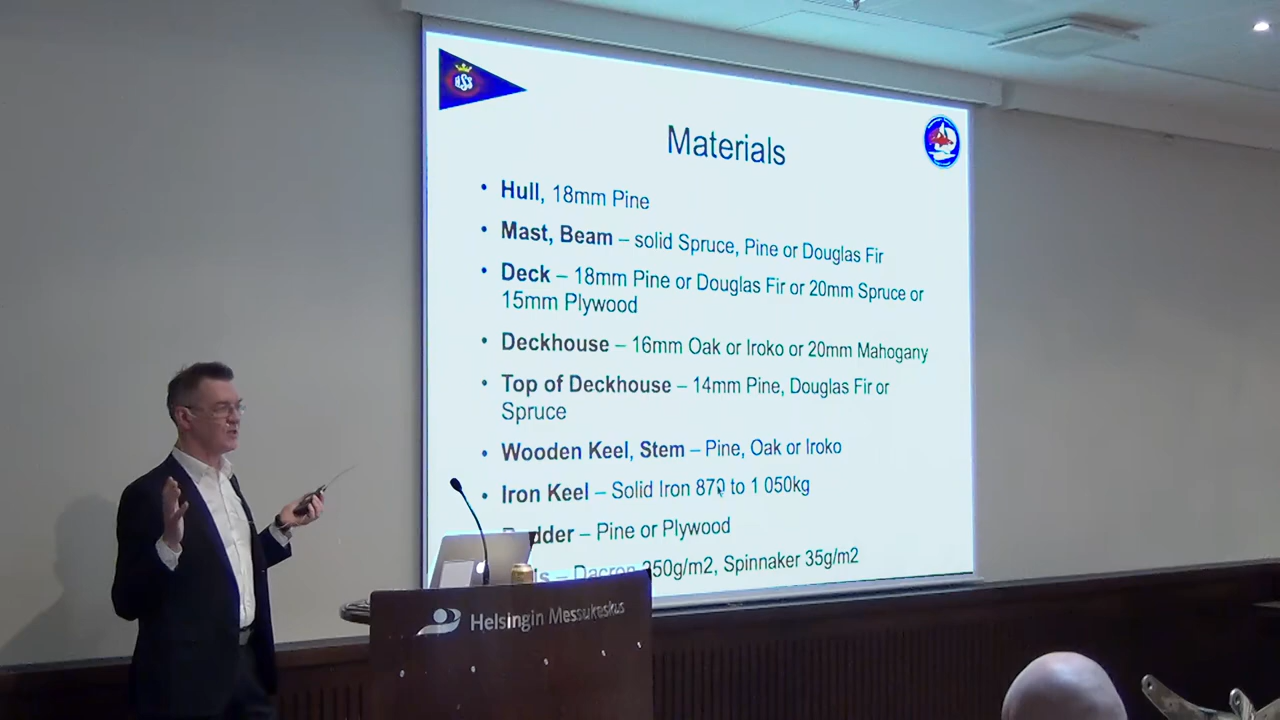 Materials
• Hull, 18mm Pine
• Mast, Beam – solid Spruce, Pine or Douglas Fir
• Deck – 18mm Pine or Douglas Fir or 20mm Spruce or
15mm Plywood
• Deckhouse – 16mm Oak or Iroko or 20mm Mahogany
• Top of Deckhouse – 14mm Pine, Douglas Fir or
Spruce
• Wooden Keel, Stem – Pine, Oak or Iroko
• Iron Keel – Solid Iron 870 to 1 050kg
– Pine or Plywood
– Dacron 350g/m2, Spinnaker 35g/m2
Helsingin Messukeskus